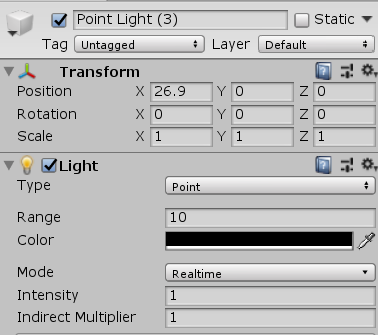 Point Light (3) Static
Tag Untagged Layer Default
Transform
Position X 26.9 Y 0 Z 0
Rotation X 0 Y 0 Z 0
Scale X 1 Y 1 Z 1
Light
Type Point
Range 10
Color
Mode Realtime
Intensity 1
Indirect Multiplier 1